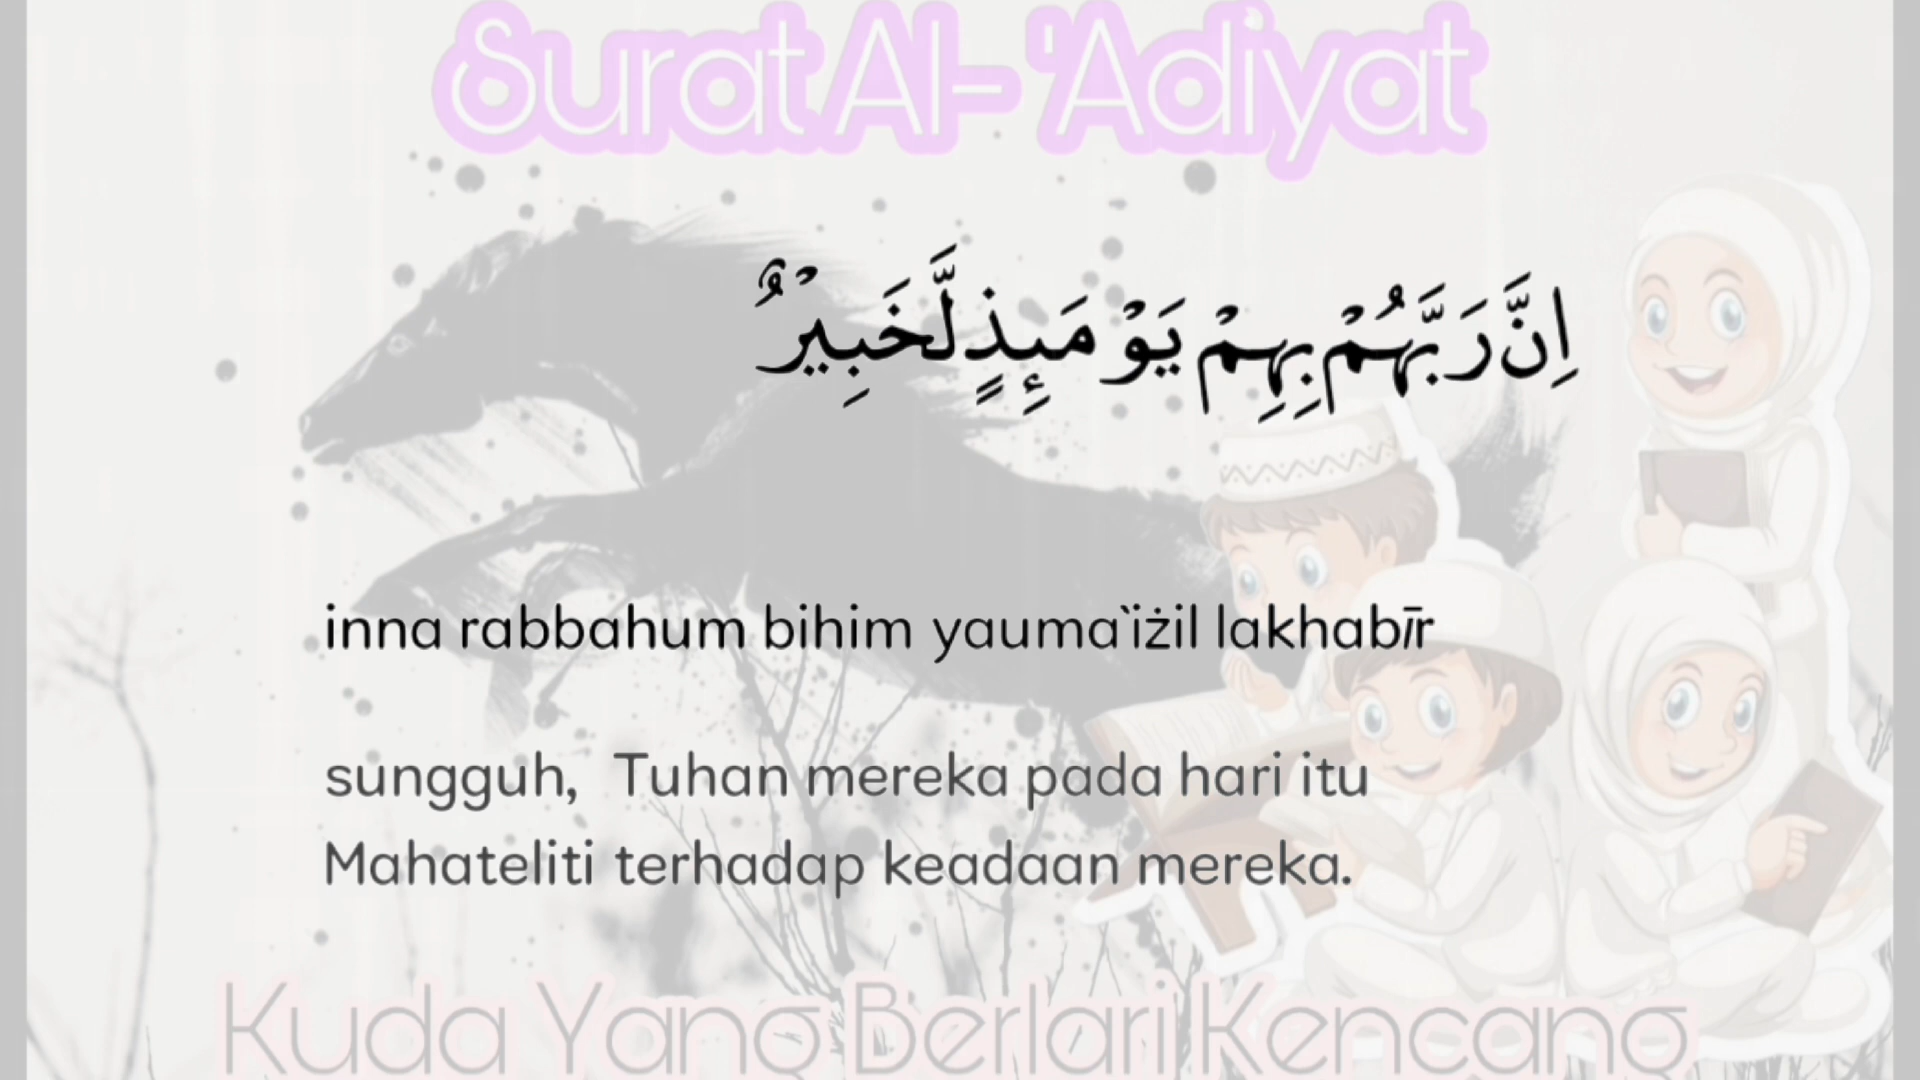 Surat Al- 'Adiyat
اِنَّ رَبَّهُمْ بِهِمْ يَوْمَىِٕذٍ لَّخَبِيْرٌ ࣖ
inna rabbahum bihim yauma`iżil lakhabīr
sungguh, Tuhan mereka pada hari itu
Mahateliti terhadap keadaan mereka.
Kuda Yang Berlari Kencang